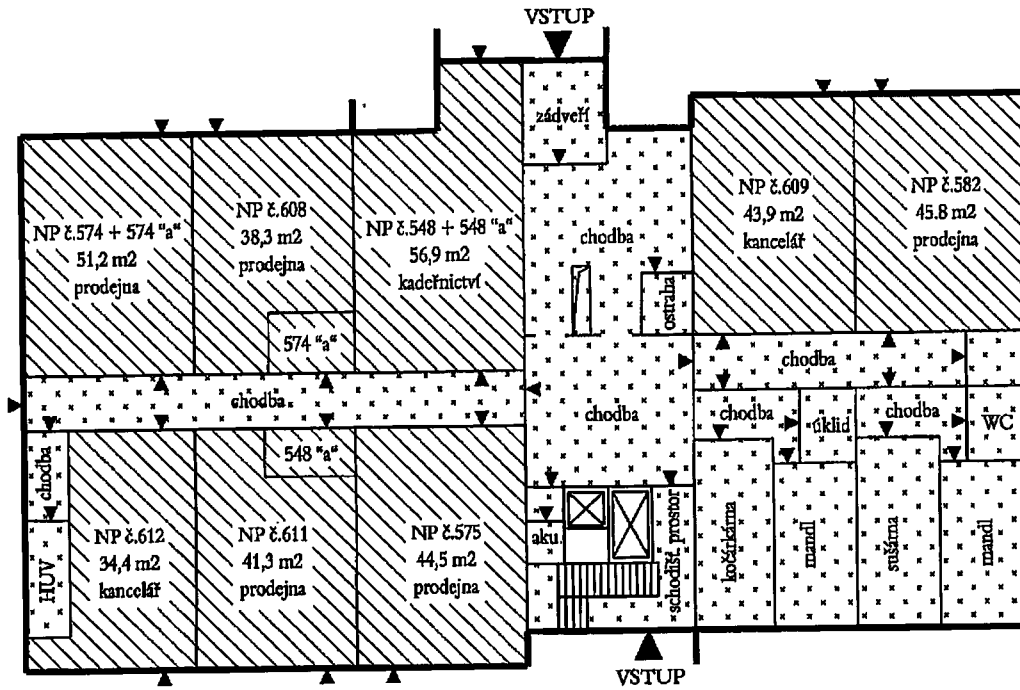 VSTUP
zádveří
NP č.574 + 574 "a"
51,2 m2
prodejna
NP č.608
38,3 m2
prodejna
NP č.548 + 548 "a"
56,9 m2
kadeřnictví
chodba
ostraha
NP č.609
43,9 m2
kancelář
NP č.582
45.8 m2
prodejna
574 "a"
chodba
chodba
chodba
548 "a"
chodba
úklid
chodba
WC
chodba
HUV
NP č.612
34,4 m2
kancelář
NP č.611
41,3 m2
prodejna
NP č.575
44,5 m2
prodejna
aku.
schodišť. prostor
kočárkárna
mandl
sušárna
mandl
VSTUP